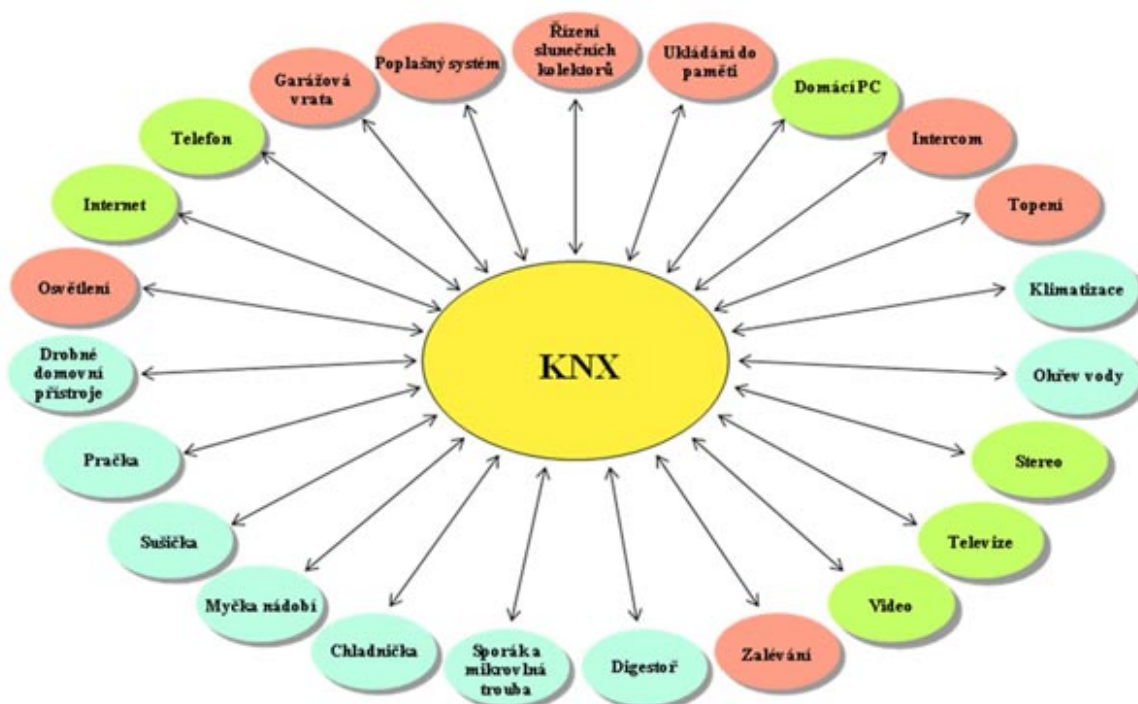 Řízení
slunečních
kolektorů
Ukládání do
paměti
Domácí PC
Intercom
Topení
Klimatizace
Ohřev vody
Stereo
Televize
Video
Zalévání
Digestoř
Sporák a
mikrovlná
trouba
Chladnička
Myčka nádobí
Sušička
Pračka
Drobné
domovní
přístroje
Osvětlení
Internet
Telefon
Garážová
vrata
Poplašný systém
KNX